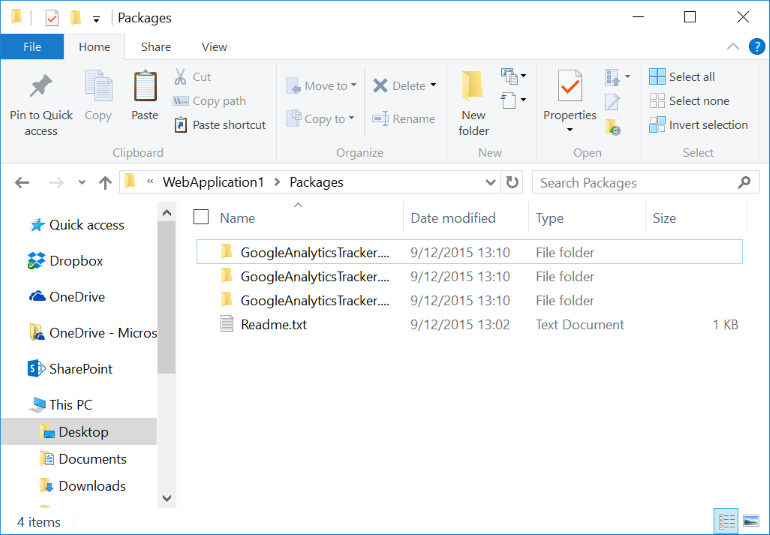 Packages
File Home Share View
Pin to Quick access
Copy
Paste
Cut
Copy path
Paste shortcut
Clipboard
Move to
Copy to
Delete
Rename
Organize
New folder
New
Properties
Open
Select all
Select none
Invert selection
Select
« WebApplication1 > Packages
Search Packages
Quick access
Dropbox
OneDrive
OneDrive - Micros
SharePoint
This PC
Desktop
Documents
Downloads
Name Date modified Type Size
GoogleAnalyticsTracker.... 9/12/2015 13:10 File folder
GoogleAnalyticsTracker.... 9/12/2015 13:10 File folder
GoogleAnalyticsTracker.... 9/12/2015 13:10 File folder
Readme.txt 9/12/2015 13:02 Text Document 1 KB
4 items